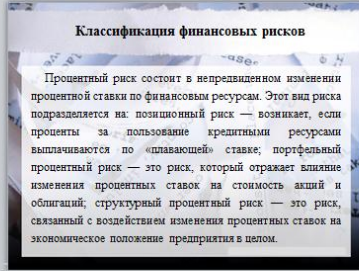 Классификация финансовых рисков
Процентный риск состоит в непредвиденном изменении
процентной ставки по финансовым ресурсам. Этот вид риска
подразделяется на: позиционный риск — возникает, если
проценты за пользование кредитными ресурсами
выплачиваются по «плавающей» ставке; портфельный
процентный риск — это риск, который отражает влияние
изменения процентных ставок на стоимость акций и
облигаций; структурный процентный риск — это риск,
связанный с воздействием изменения процентных ставок на
экономическое положение предприятия в целом.